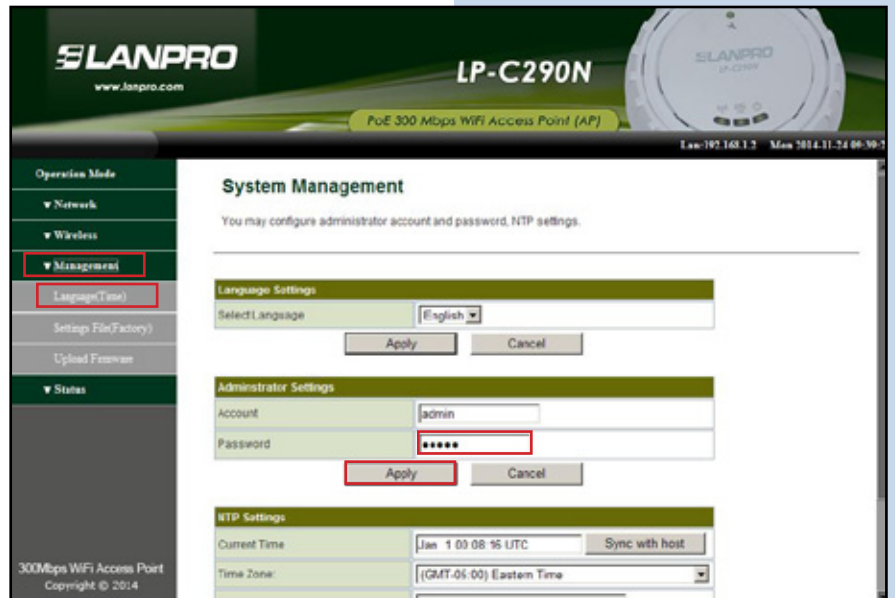 LANPRO
www.lanpro.com
LP-C290N
PoE 300 Mbps WiFi Access Point (AP)
LANPRO
LP-C290N
Lan:192.168.1.2 Mon 2014-11-24 09:39:2
Operation Mode
▼ Network
▼ Wireless
▼ Management
Language(Time)
Settings File(Factory)
Upload Firmware
▼ Status
300Mbps WiFi Access Point
Copyright © 2014
System Management
You may configure administrator account and password, NTP settings.
Language Settings
Select Language English
Apply Cancel
Adminstrator Settings
Account admin
Password •••••
Apply Cancel
NTP Settings
Current Time Jan 1 00:08:16 UTC Sync with host
Time Zone: (GMT-05:00) Eastern Time